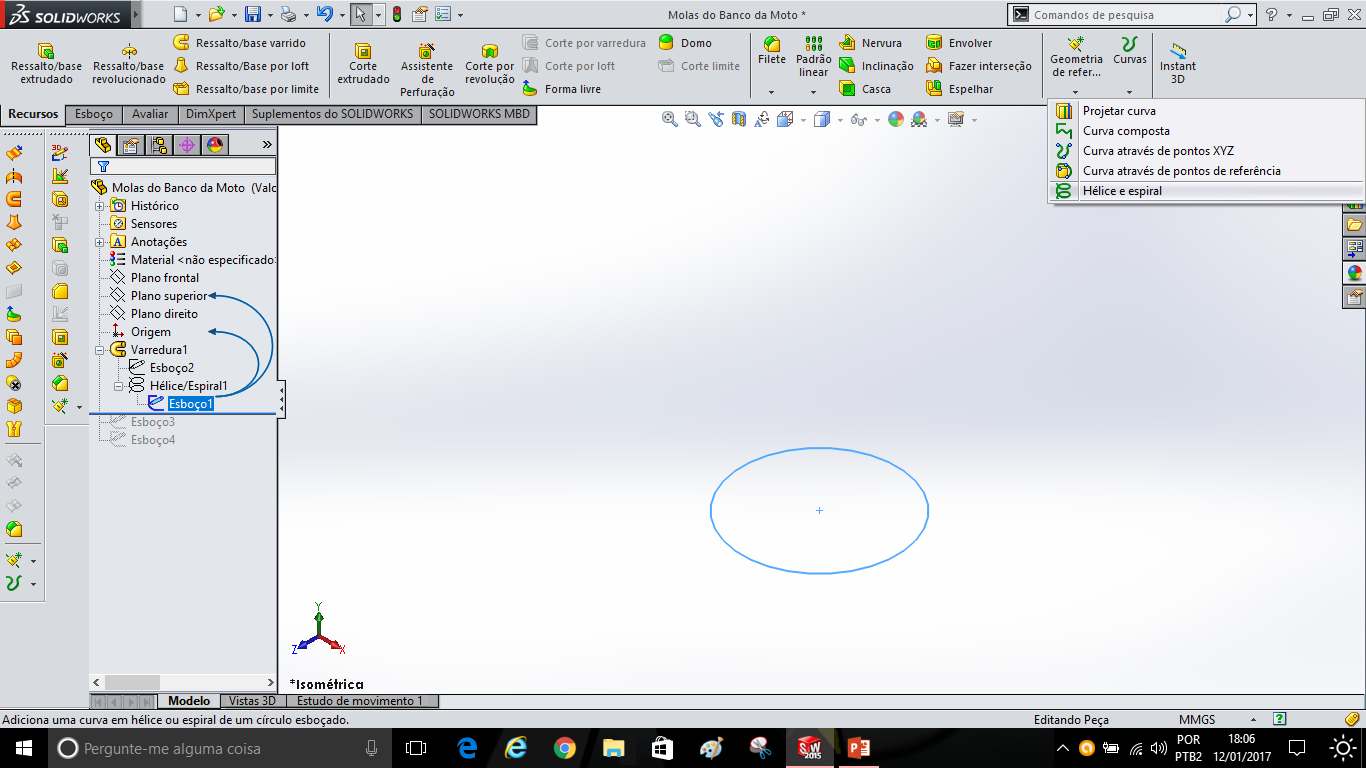 SOLIDWORKS
Molas do Banco da Moto *
Comandos de pesquisa
Ressalto/base extrudado
Ressalto/base revolucionado
Ressalto/base varrido
Ressalto/Base por loft
Ressalto/base por limite
Corte extrudado
Assistente de Perfuração
Corte por revolução
Corte por varredura
Corte por loft
Forma livre
Domo
Corte limite
Filete
Padrão linear
Nervura
Inclinação
Casca
Envolver
Fazer interseção
Espelhar
Geometria de refer...
Curvas
Instant 3D
Projetar curva
Curva composta
Curva através de pontos XYZ
Curva através de pontos de referência
Hélice e espiral
Recursos
Esboço
Avaliar
DimXpert
Suplementos do SOLIDWORKS
SOLIDWORKS MBD
Molas do Banco da Moto (Valc
Histórico
Sensores
Anotações
Material <não especificado>
Plano frontal
Plano superior
Plano direito
Origem
Varredura1
Esboço2
Hélice/Espiral1
Esboço1
Esboço3
Esboço4
Y
Z
X
*Isométrica
Modelo
Vistas 3D
Estudo de movimento 1
Adiciona uma curva em hélice ou espiral de um círculo esboçado.
Editando Peça
MMGS
Pergunte-me alguma coisa
POR
PTB2
18:06
12/01/2017